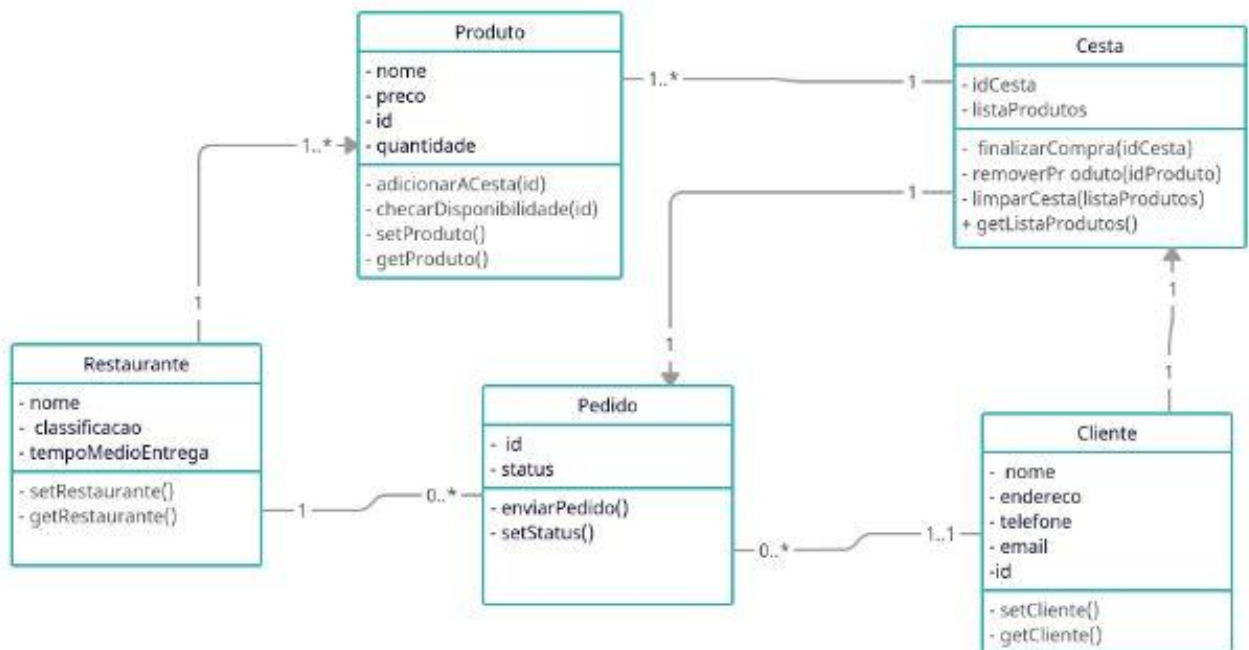 Produto
- nome
- preco
- id
- quantidade
- adicionarACesta(id)
- checarDisponibilidade(id)
- setProduto()
- getProduto()
Cesta
- idCesta
- listaProdutos
- finalizarCompra(idCesta)
- removerPr oduto(idProduto)
- limparCesta(listaProdutos)
+ getListaProdutos()
1..*
1
1..*
1
1
1
1
1
Restaurante
- nome
- classificacao
- tempoMedioEntrega
- setRestaurante()
- getRestaurante()
1
0..*
Pedido
- id
- status
- enviarPedido()
- setStatus()
0..*
1..1
Cliente
- nome
- endereco
- telefone
- email
-id
- setCliente()
- getCliente()